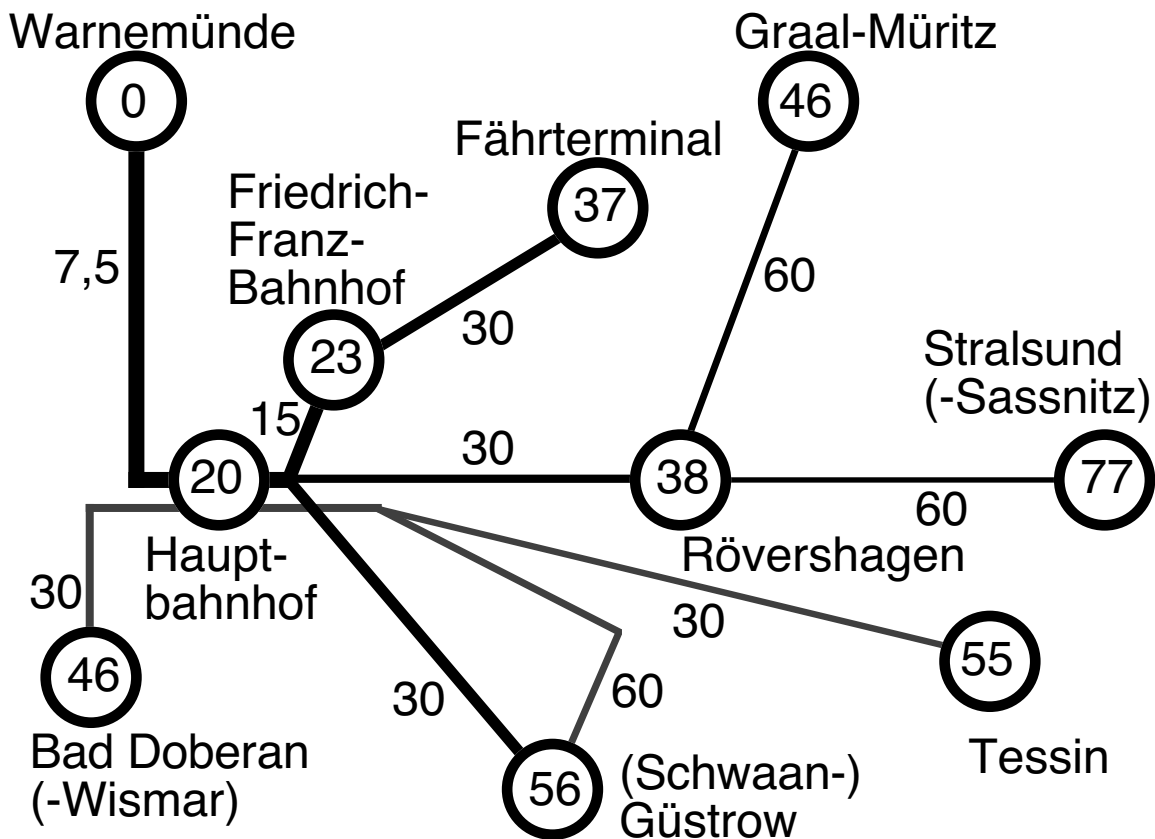 Warnemünde
0
7,5
Graal-Müritz
46
Fährterminal
37
Friedrich-
Franz-
Bahnhof
23
30
60
15
Stralsund
(-Sassnitz)
20
30
38
60
77
Haupt-
bahnhof
Rövershagen
30
46
Bad Doberan
(-Wismar)
30
60
30
55
Tessin
56
(Schwaan-)
Güstrow